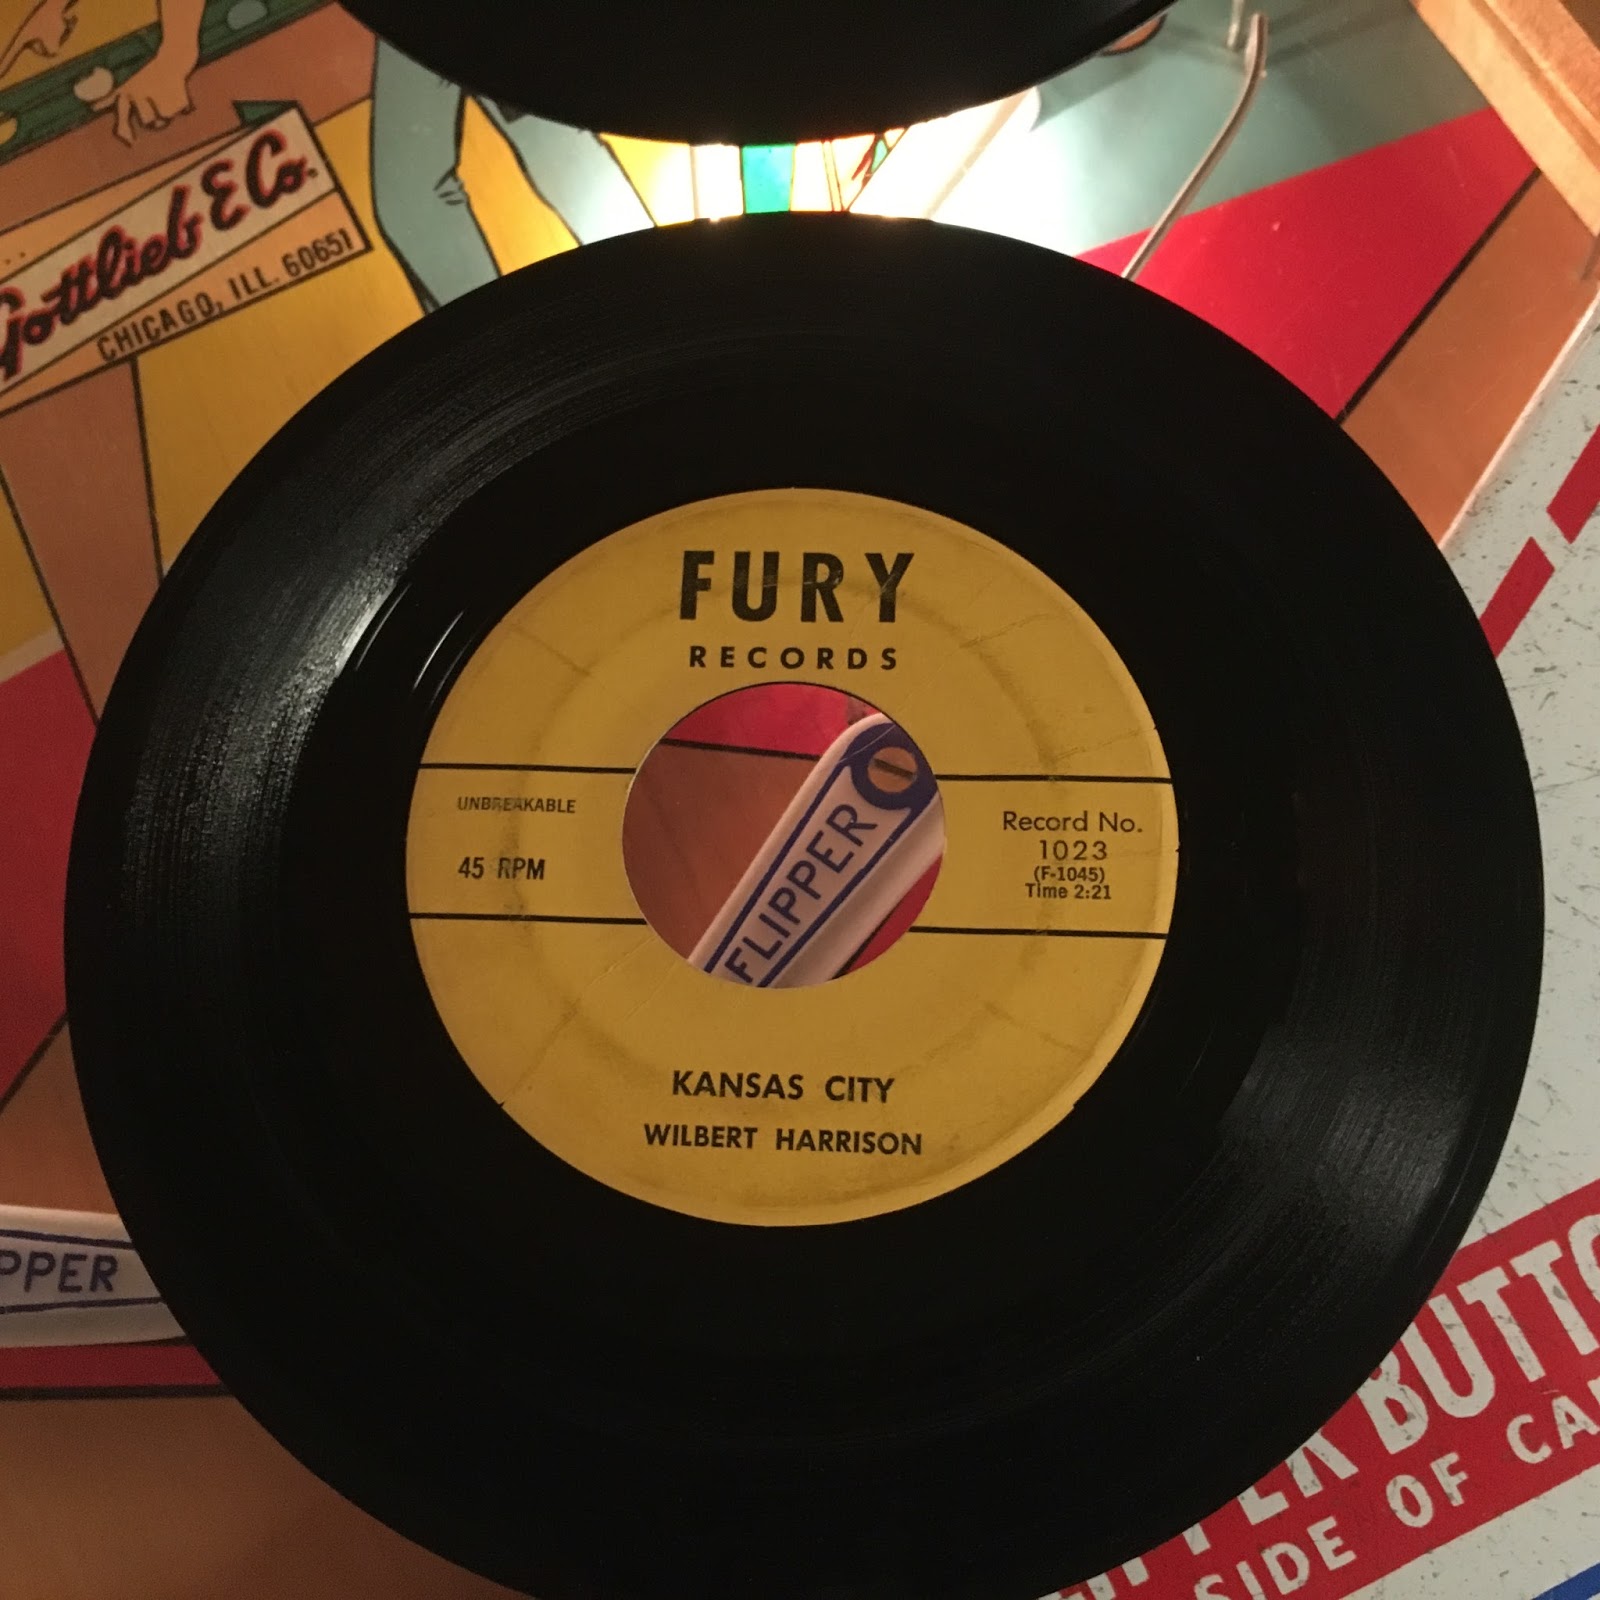 Gottlieb & Co.
CHICAGO, ILL. 60651
FURY
RECORDS
UNBREAKABLE
45 RPM
Record No.
1023
(F-1045)
Time 2:21
FLIPPER
KANSAS CITY
WILBERT HARRISON
PPER
BUTTO
SIDE OF CA